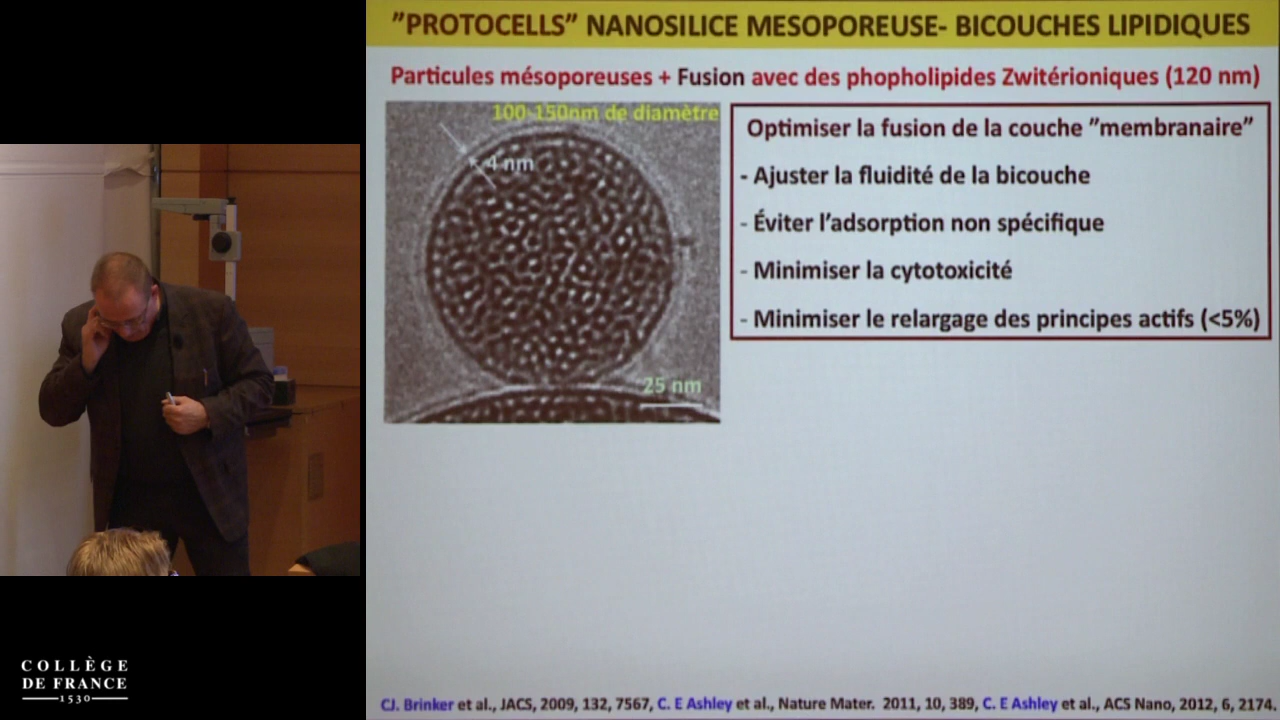 "PROTOCELLS" NANOSILICE MESOPOREUSE- BICOUCHES LIPIDIQUES
Particules mésoporeuses + Fusion avec des phopholipides Zwitérioniques (120 nm)
100-150nm de diamètre
4 nm
25 nm
Optimiser la fusion de la couche "membranaire"
- Ajuster la fluidité de la bicouche
- Éviter l'adsorption non spécifique
- Minimiser la cytotoxicité
- Minimiser le relargage des principes actifs (<5%)
CJ. Brinker et al., JACS, 2009, 132, 7567, C. E Ashley et al., Nature Mater. 2011, 10, 389, C. E Ashley et al., ACS Nano, 2012, 6, 2174.
COLLÈGE
DE FRANCE
1530